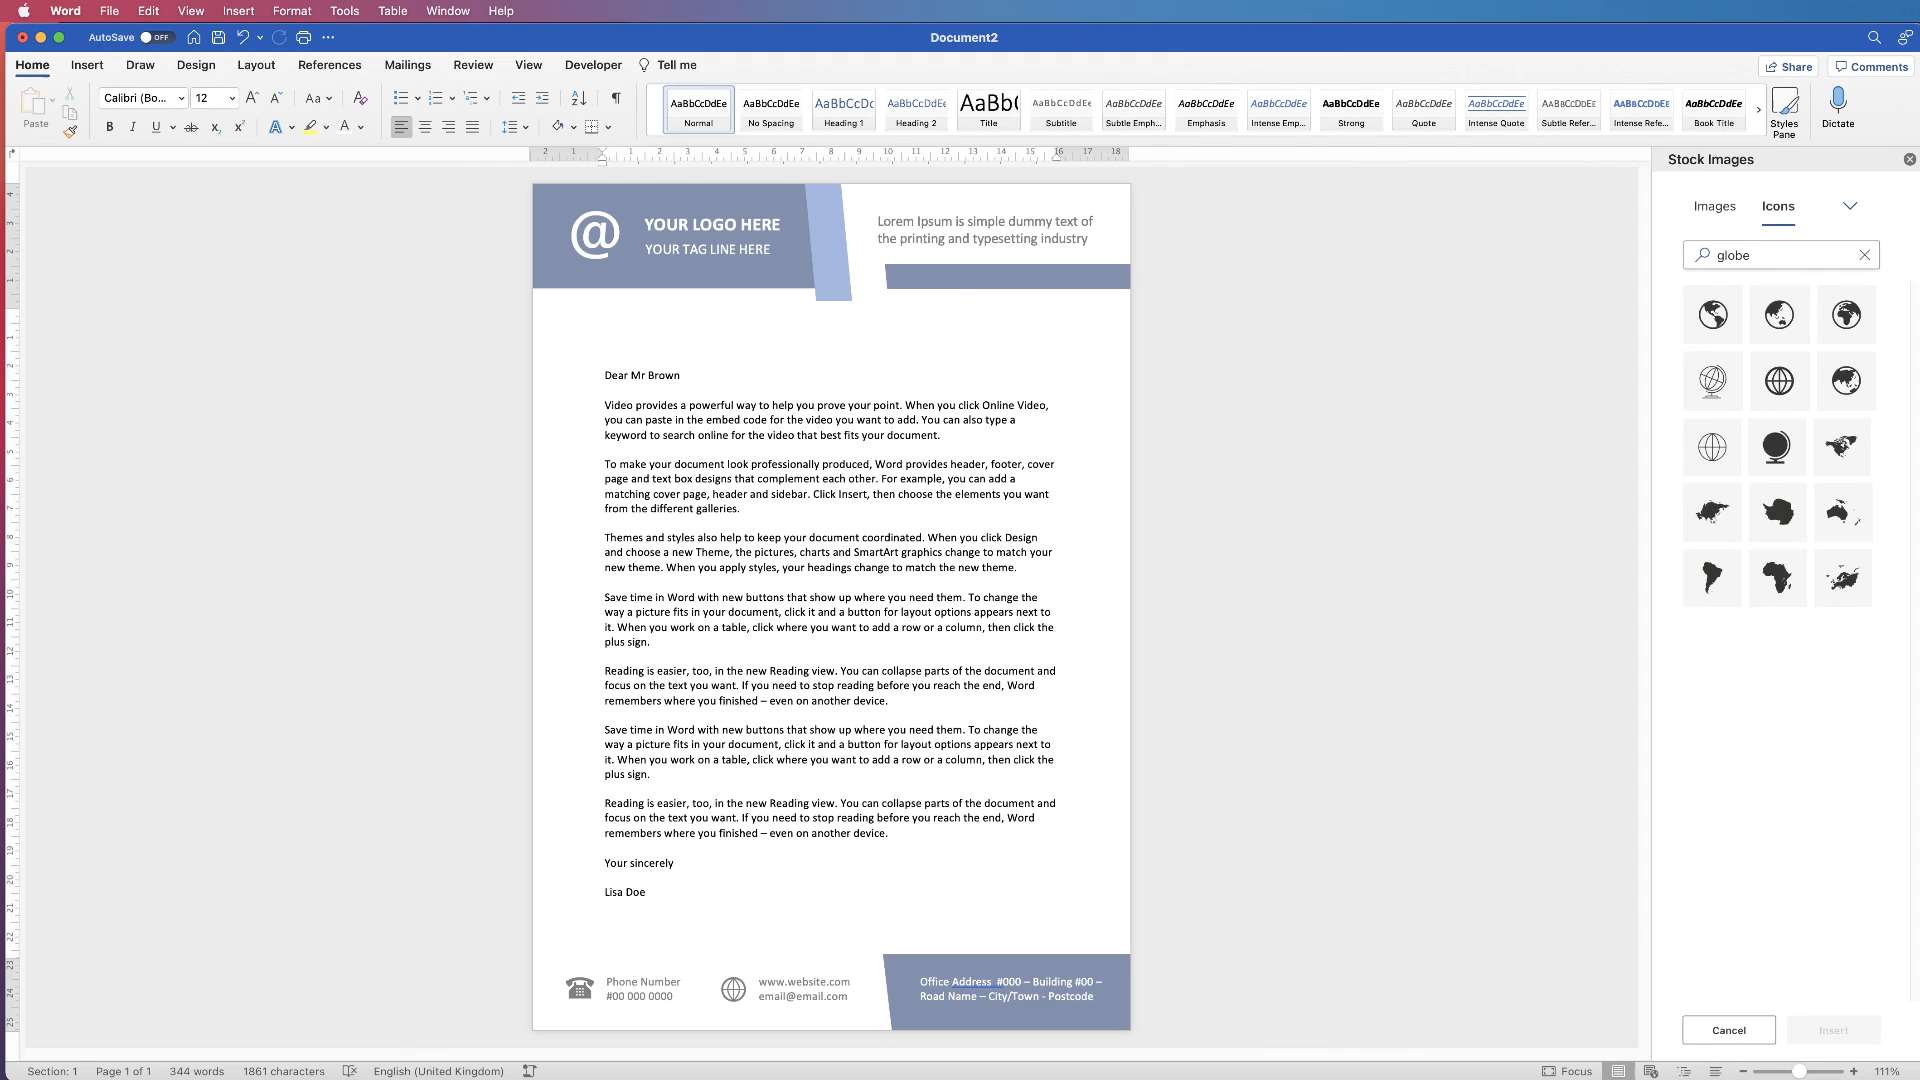 Word File Edit View Insert Format Tools Table Window Help
AutoSave OFF
Document2
Home Insert Draw Design Layout References Mailings Review View Developer Tell me
Share Comments
Paste
Calibri (Bo... 12 Aa
B I U ab x₂ x² A A
AaBbCcDdEe AaBbCcDdEe AaBbCcDc AaBbCcDdEe AaBb( AaBbCcDdEe AaBbCcDdEe AaBbCcDdEe AaBbCcDdEe AaBbCcDdEe AaBbCcDdEe AaBbCcDdEe AaBbCcDdEe AaBbCcDdEe AaBbCcDdEe
Normal No Spacing Heading 1 Heading 2 Title Subtitle Subtle Emph... Emphasis Intense Emp... Strong Quote Intense Quote Subtle Refer... Intense Refe... Book Title
Styles Pane
Dictate
2 1 1 2 3 4 5 6 7 8 9 10 11 12 13 14 15 16 17 18
Stock Images
Images Icons
globe
@
YOUR LOGO HERE
YOUR TAG LINE HERE
Lorem Ipsum is simple dummy text of
the printing and typesetting industry
Dear Mr Brown
Video provides a powerful way to help you prove your point. When you click Online Video,
you can paste in the embed code for the video you want to add. You can also type a
keyword to search online for the video that best fits your document.
To make your document look professionally produced, Word provides header, footer, cover
page and text box designs that complement each other. For example, you can add a
matching cover page, header and sidebar. Click Insert, then choose the elements you want
from the different galleries.
Themes and styles also help to keep your document coordinated. When you click Design
and choose a new Theme, the pictures, charts and SmartArt graphics change to match your
new theme. When you apply styles, your headings change to match the new theme.
Save time in Word with new buttons that show up where you need them. To change the
way a picture fits in your document, click it and a button for layout options appears next to
it. When you work on a table, click where you want to add a row or a column, then click the
plus sign.
Reading is easier, too, in the new Reading view. You can collapse parts of the document and
focus on the text you want. If you need to stop reading before you reach the end, Word
remembers where you finished – even on another device.
Save time in Word with new buttons that show up where you need them. To change the
way a picture fits in your document, click it and a button for layout options appears next to
it. When you work on a table, click where you want to add a row or a column, then click the
plus sign.
Reading is easier, too, in the new Reading view. You can collapse parts of the document and
focus on the text you want. If you need to stop reading before you reach the end, Word
remembers where you finished – even on another device.
Your sincerely
Lisa Doe
Phone Number
#00 000 0000
www.website.com
email@email.com
Office Address #000 – Building #00 –
Road Name – City/Town - Postcode
Cancel Insert
Section: 1 Page 1 of 1 344 words 1861 characters English (United Kingdom) Focus 111%